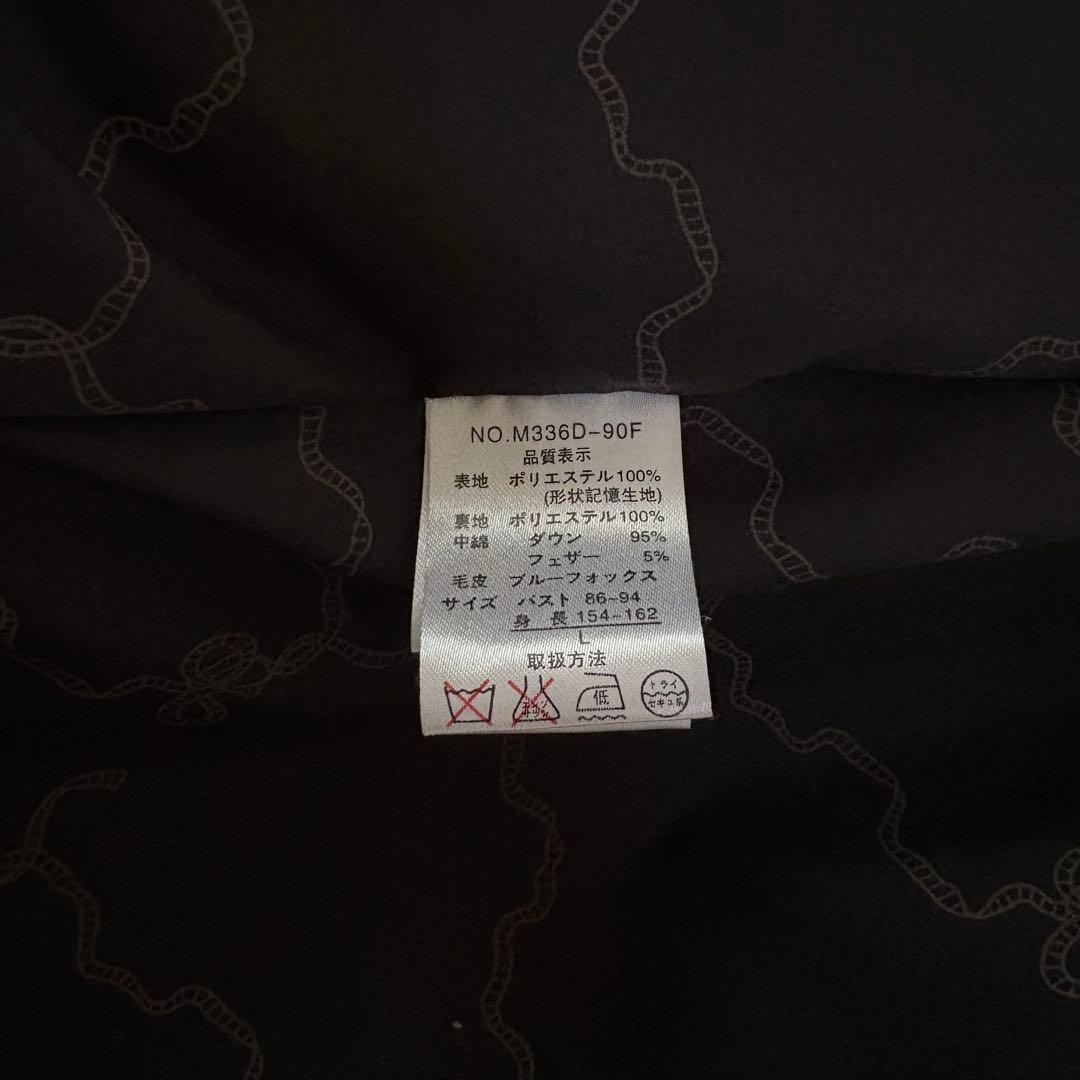 NO.M336D-90F
品質表示
表地 ポリエステル100%
(形状記憶生地)
裏地 ポリエステル100%
中綿 ダウン 95%
フェザー 5%
毛皮 ブルーフォックス
サイズ バスト 86~94
身長 154~162
L
取扱方法
低
ドライ
セキユ系